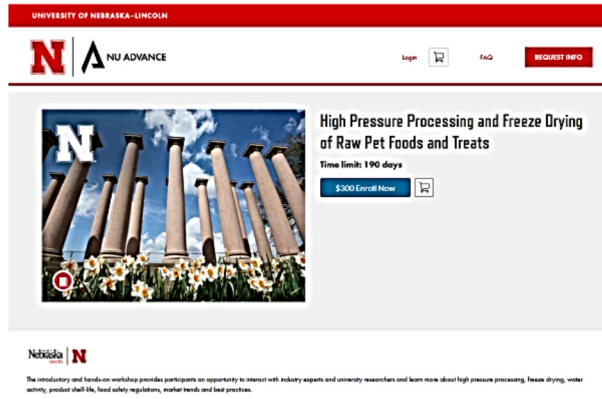 UNIVERSITY OF NEBRASKA–LINCOLN
N NU ADVANCE Login FAQ REQUEST INFO
N
High Pressure Processing and Freeze Drying
of Raw Pet Foods and Treats
Time limit: 190 days
$300 Enroll Now
Nebraska Lincoln N
The introductory and hands-on workshop provides participants an opportunity to interact with industry experts and university researchers and learn more about high pressure processing, freeze drying, water
activity, product shelf-life, food safety regulations, market trends and best practices.